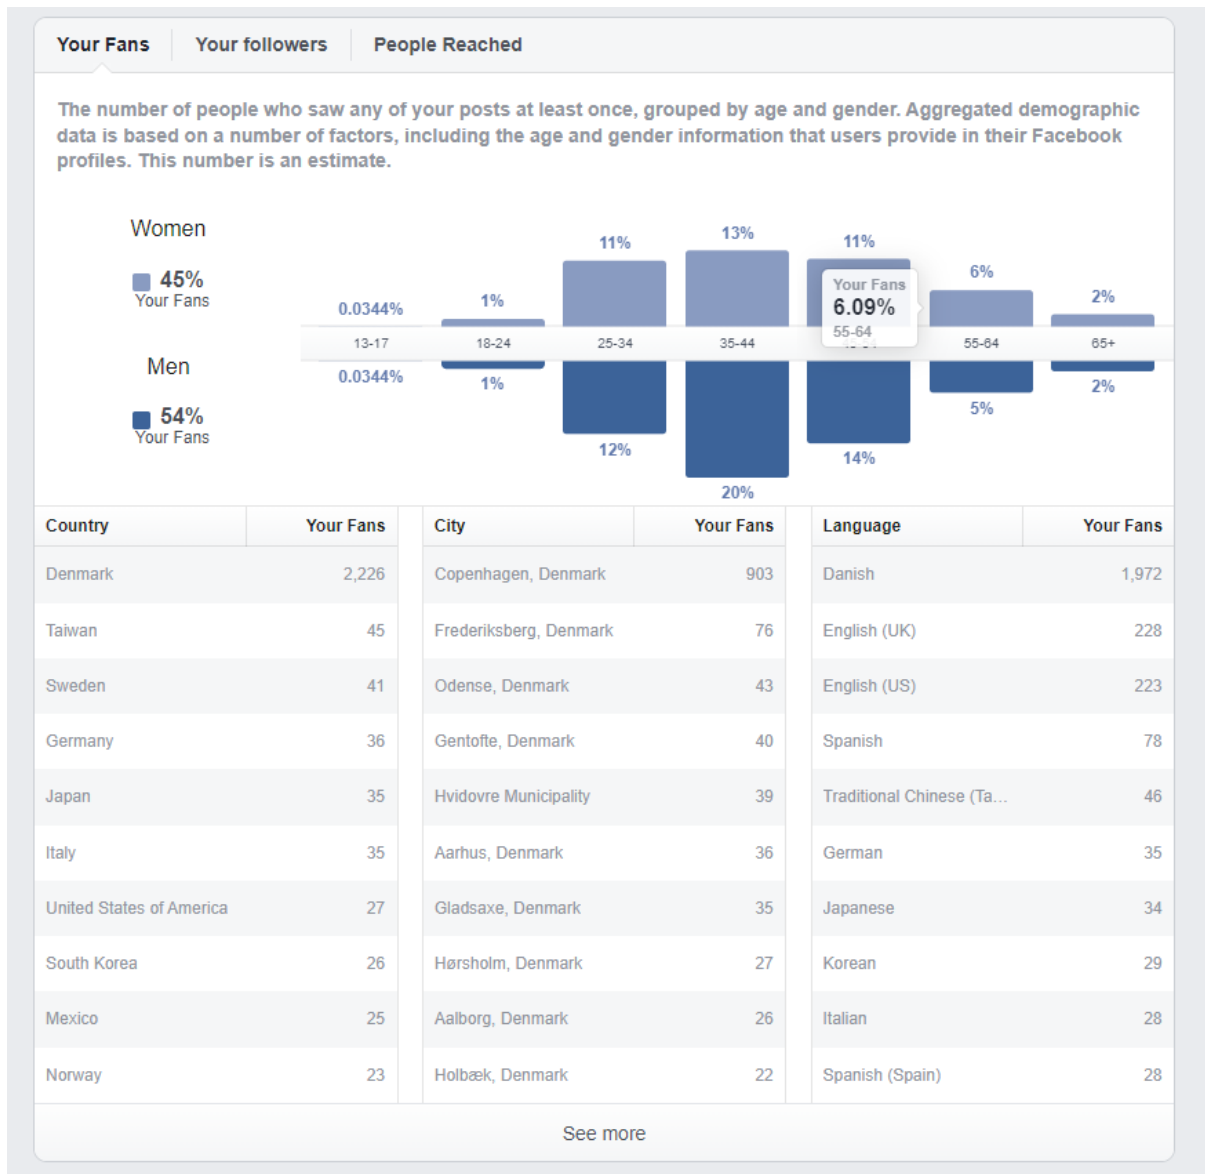 Your Fans
Your followers
People Reached
The number of people who saw any of your posts at least once, grouped by age and gender. Aggregated demographic
data is based on a number of factors, including the age and gender information that users provide in their Facebook
profiles. This number is an estimate.
Women
45%
Your Fans
Men
54%
Your Fans
0.0344%
1%
11%
13%
11%
6%
2%
Your Fans
6.09%
55-64
13-17
18-24
25-34
35-44
55-64
65+
0.0344%
1%
12%
20%
14%
5%
2%
Country Your Fans
Denmark 2,226
Taiwan 45
Sweden 41
Germany 36
Japan 35
Italy 35
United States of America 27
South Korea 26
Mexico 25
Norway 23
City Your Fans
Copenhagen, Denmark 903
Frederiksberg, Denmark 76
Odense, Denmark 43
Gentofte, Denmark 40
Hvidovre Municipality 39
Aarhus, Denmark 36
Gladsaxe, Denmark 35
Hørsholm, Denmark 27
Aalborg, Denmark 26
Holbæk, Denmark 22
Language Your Fans
Danish 1,972
English (UK) 228
English (US) 223
Spanish 78
Traditional Chinese (Ta... 46
German 35
Japanese 34
Korean 29
Italian 28
Spanish (Spain) 28
See more